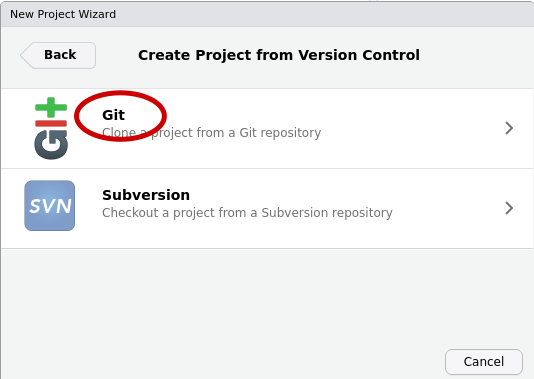 New Project Wizard
Back
Create Project from Version Control
git
Git
Clone a project from a Git repository
SVN
Subversion
Checkout a project from a Subversion repository
Cancel